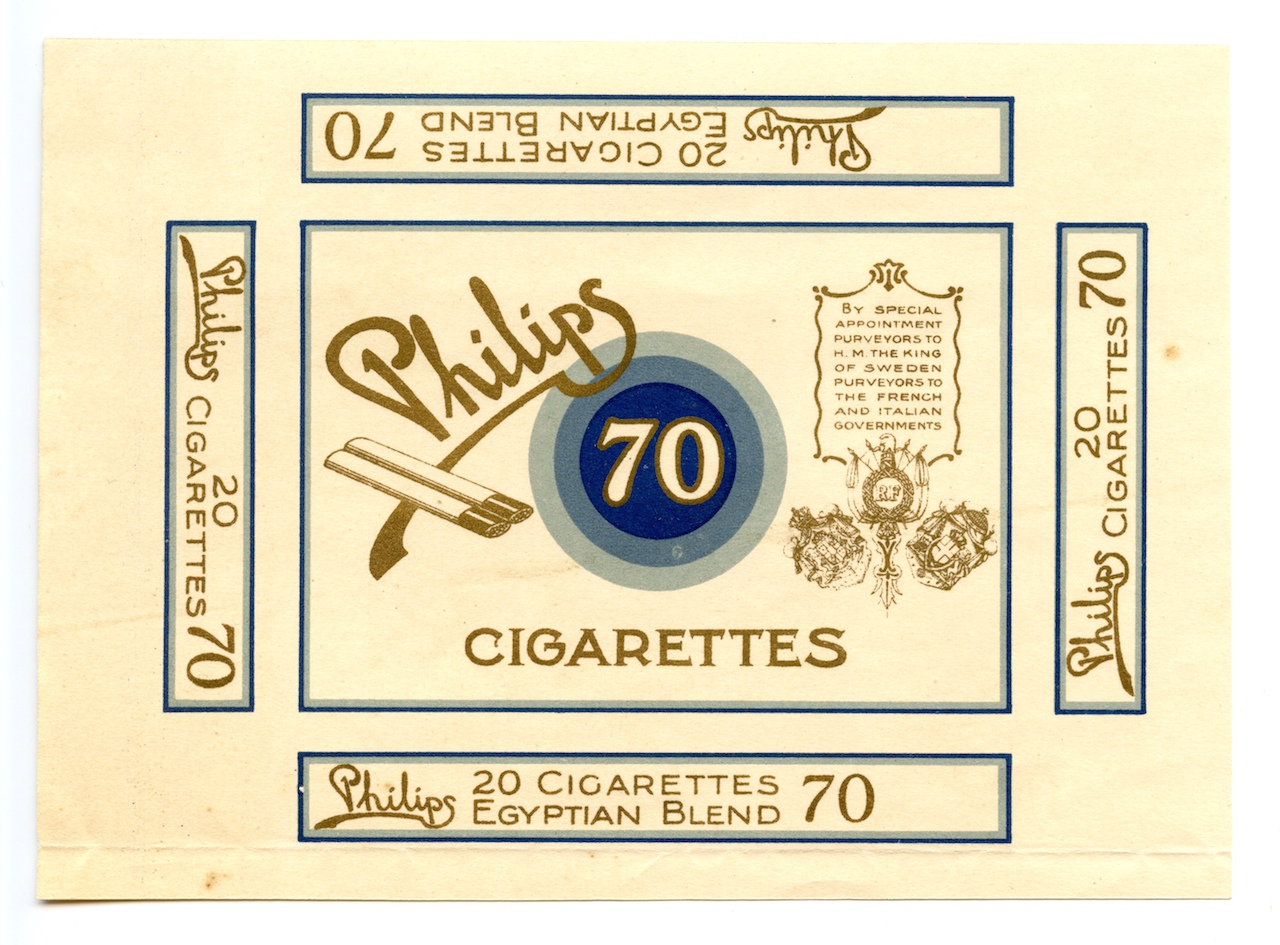 Philips 20 CIGARETTES 70
EGYPTIAN BLEND
Philips 20
CIGARETTES 70
Philips
70
CIGARETTES
BY SPECIAL
APPOINTMENT
PURVEYORS TO
H. M. THE KING
OF SWEDEN
PURVEYORS TO
THE FRENCH
AND ITALIAN
GOVERNMENTS
RF
Philips 20
CIGARETTES 70
Philips 20 CIGARETTES 70
EGYPTIAN BLEND